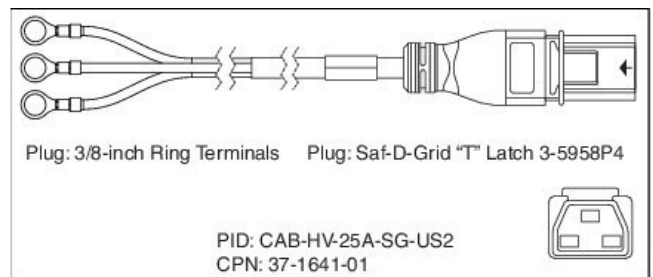 Plug: 3/8-inch Ring Terminals Plug: Saf-D-Grid “T” Latch 3-5958P4
PID: CAB-HV-25A-SG-US2
CPN: 37-1641-01